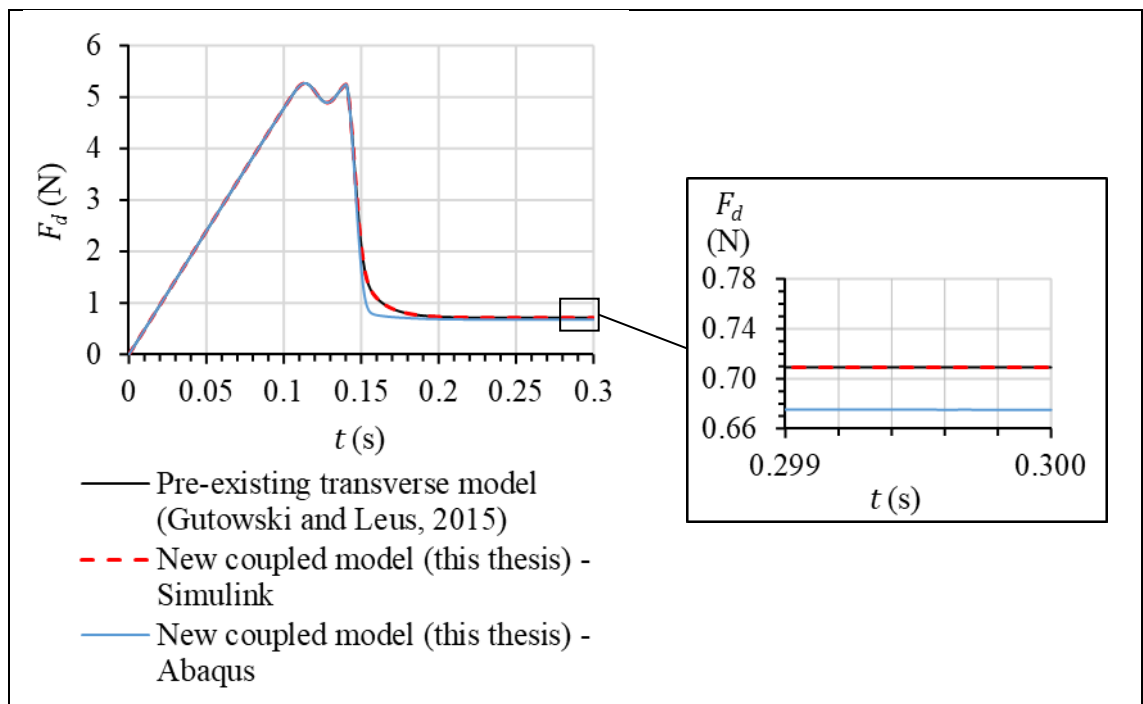 6
5
4
3
2
1
0
F_d (N)
0 0.05 0.1 0.15 0.2 0.25 0.3
t (s)
F_d
(N)
0.78
0.74
0.70
0.66
0.299 0.300
t (s)
Pre-existing transverse model
(Gutowski and Leus, 2015)
New coupled model (this thesis) -
Simulink
New coupled model (this thesis) -
Abaqus